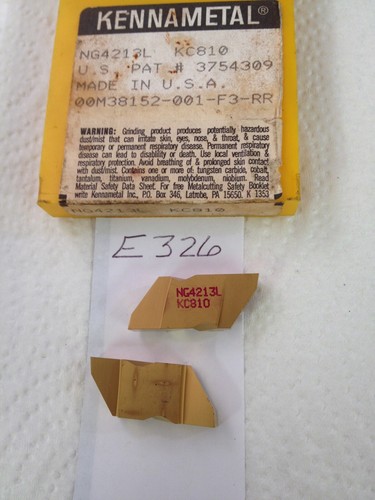 KENNAMETAL®
NG4213L KC810
U.S. PAT # 3754309
MADE IN U.S.A.
00M38152-001-F3-RR
WARNING: Grinding product produces potentially hazardous
dust/mist that can irritate skin, eyes, nose, & throat, & cause
temporary or permanent respiratory disease. Permanent respiratory
disease can lead to disability or death. Use local ventilation &
respiratory protection. Avoid breathing of & prolonged skin contact
with dust/mist. Contains one or more of: tungsten carbide, cobalt,
tantalum, titanium, vanadium, molybdenum, niobium. Read
Material Safety Data Sheet. For free Metalcutting Safety Booklet
write Kennametal Inc., P.O. Box 346, Latrobe, PA 15650. K 1353
NG4213L KC810
E326
NG4213L
KC810